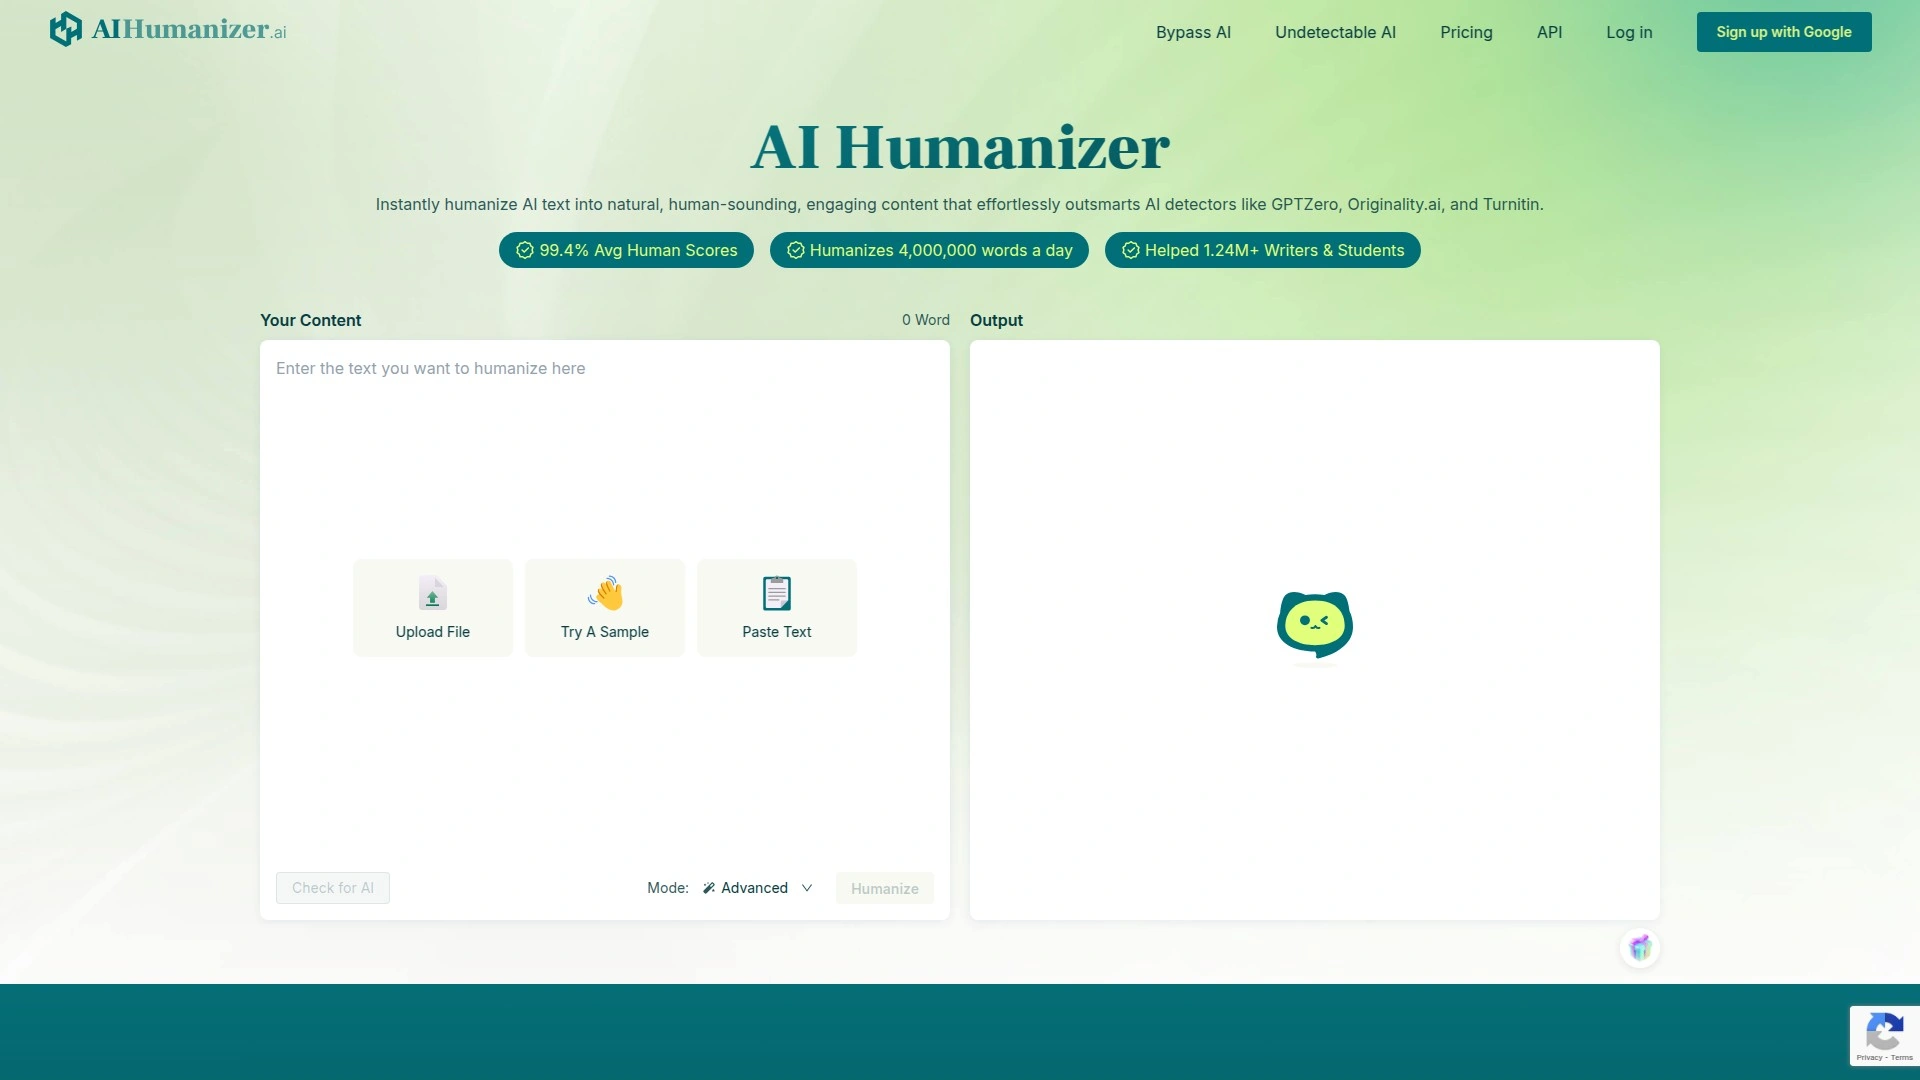 AIHumanizer.ai
Bypass AI
Undetectable AI
Pricing
API
Log in
Sign up with Google
AI Humanizer
Instantly humanize AI text into natural, human-sounding, engaging content that effortlessly outsmarts AI detectors like GPTZero, Originality.ai, and Turnitin.
99.4% Avg Human Scores
Humanizes 4,000,000 words a day
Helped 1.24M+ Writers & Students
Your Content
0 Word
Output
Enter the text you want to humanize here
Upload File
Try A Sample
Paste Text
Check for AI
Mode:
Advanced
Humanize
Privacy - Terms